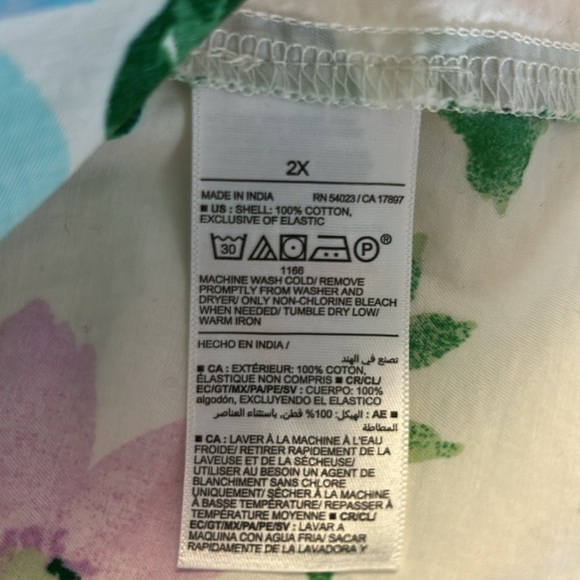 2X
MADE IN INDIA RN 54023 / CA 17897
■ US : SHELL: 100% COTTON,
EXCLUSIVE OF ELASTIC
30 P ®
1166
MACHINE WASH COLD/ REMOVE
PROMPTLY FROM WASHER AND
DRYER/ ONLY NON-CHLORINE BLEACH
WHEN NEEDED/ TUMBLE DRY LOW/
WARM IRON
HECHO EN INDIA /
تصنع في الهند
■ CA : EXTÉRIEUR: 100% COTON,
ÉLASTIQUE NON COMPRIS ■ CR/CL/
EC/GT/MX/PA/PE/SV : CUERPO: 100%
algodón, EXCLUYENDO EL ELASTICO
■ AE : الهيكل: 100% قطن, باستثناء العناصر
المطاطة
■ CA : LAVER À LA MACHINE À L'EAU
FROIDE/ RETIRER RAPIDEMENT DE LA
LAVEUSE ET DE LA SÉCHEUSE/
UTILISER AU BESOIN UN AGENT DE
BLANCHIMENT SANS CHLORE
UNIQUEMENT/ SÉCHER À LA MACHINE
À BASSE TEMPÉRATURE/ REPASSER À
TEMPÉRATURE MOYENNE ■ CR/CL/
EC/GT/MX/PA/PE/SV : LAVAR A
MAQUINA CON AGUA FRIA/ SACAR
RAPIDAMENTE DE LA LAVADORA Y